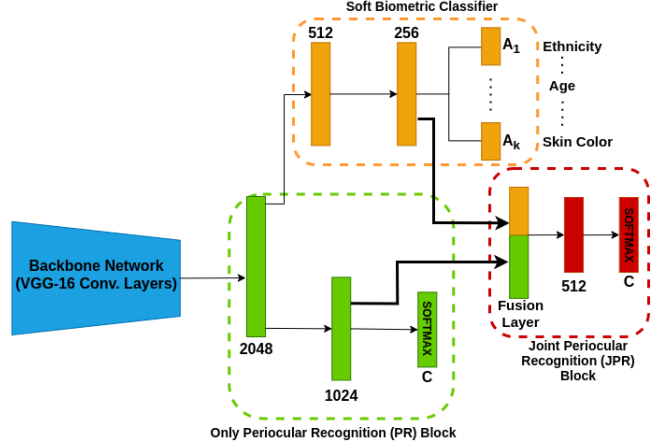 Soft Biometric Classifier
512
256
A1
Ethnicity
Age
Ak
Skin Color
Backbone Network
(VGG-16 Conv. Layers)
2048
1024
SOFTMAX
C
Only Periocular Recognition (PR) Block
Fusion
Layer
512
SOFTMAX
C
Joint Periocular
Recognition (JPR)
Block